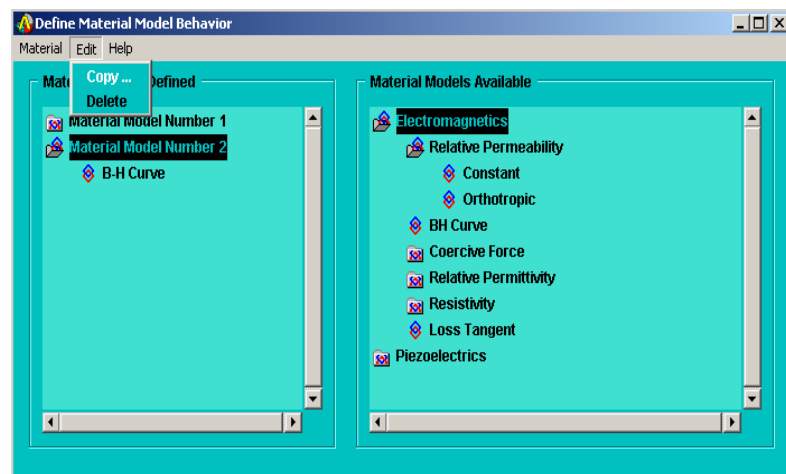 Define Material Model Behavior
Material Edit Help
Copy ...
Delete
Mat Defined
Material Model Number 1
Material Model Number 2
B-H Curve
Material Models Available
Electromagnetics
Relative Permeability
Constant
Orthotropic
BH Curve
Coercive Force
Relative Permittivity
Resistivity
Loss Tangent
Piezoelectrics